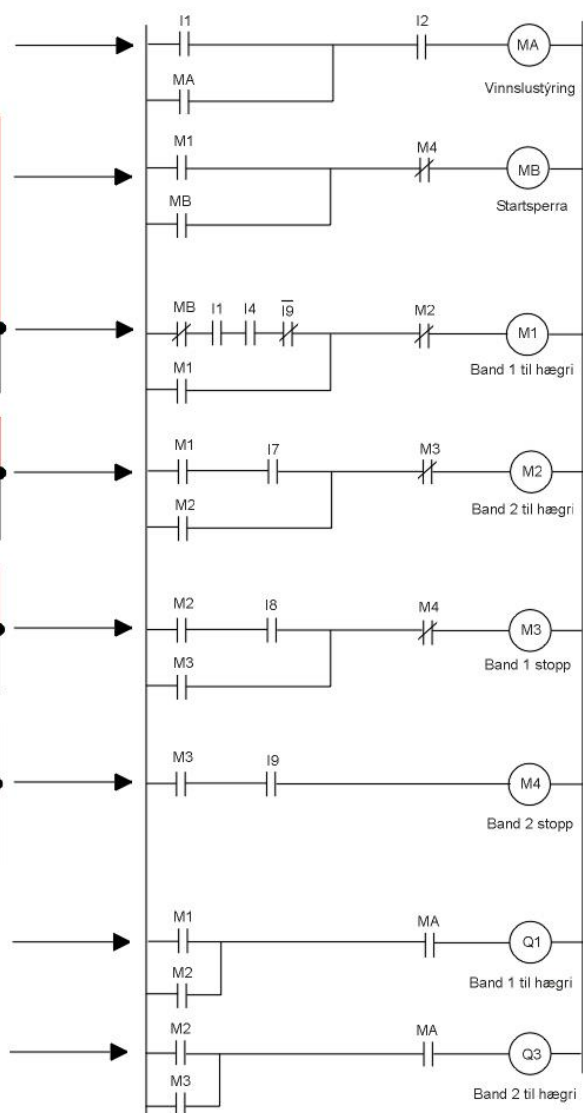 I1 I2 MA
MA
Vinnslustýring
M1 M4 MB
MB
Startsperra
MB I1 I4 I9 M2 M1
M1
Band 1 til hægri
M1 I7 M3 M2
M2
Band 2 til hægri
M2 I8 M4 M3
M3
Band 1 stopp
M3 I9 M4
Band 2 stopp
M1 MA Q1
M2
Band 1 til hægri
M2 MA Q3
M3
Band 2 til hægri